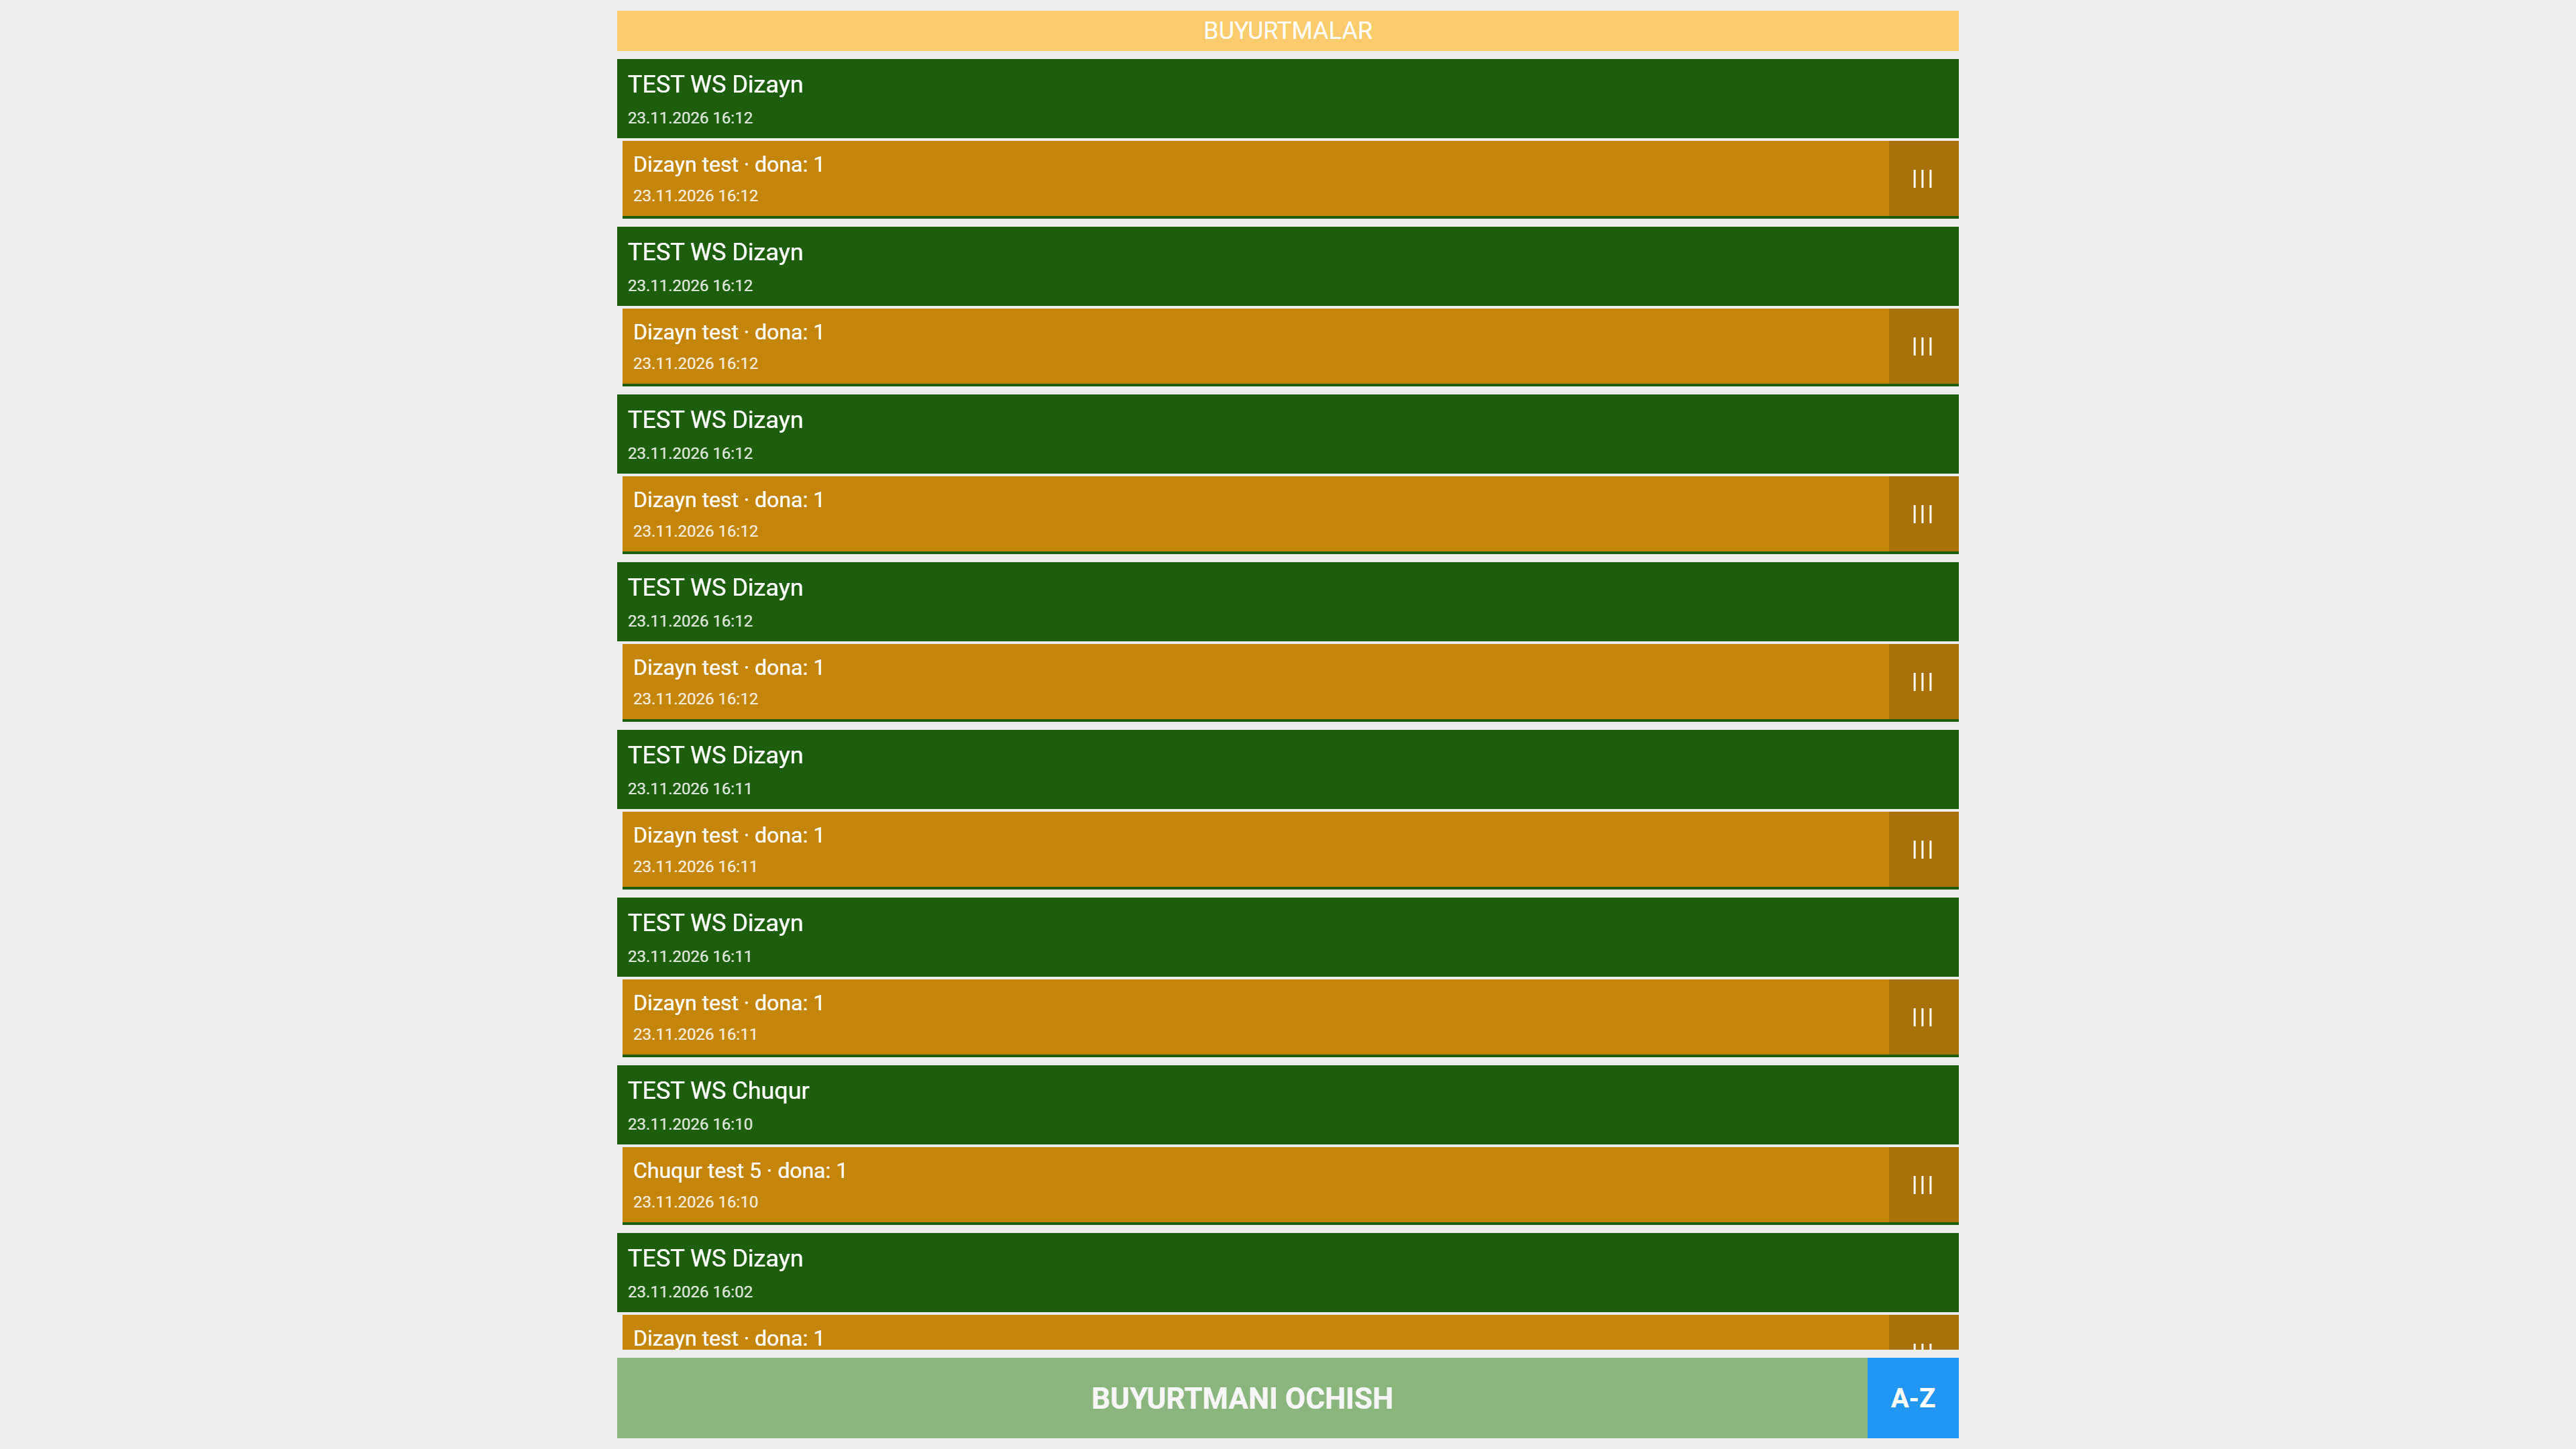 BUYURTMALAR
TEST WS Dizayn
23.11.2026 16:12
Dizayn test · dona: 1
23.11.2026 16:12
TEST WS Dizayn
23.11.2026 16:12
Dizayn test · dona: 1
23.11.2026 16:12
TEST WS Dizayn
23.11.2026 16:12
Dizayn test · dona: 1
23.11.2026 16:12
TEST WS Dizayn
23.11.2026 16:12
Dizayn test · dona: 1
23.11.2026 16:12
TEST WS Dizayn
23.11.2026 16:11
Dizayn test · dona: 1
23.11.2026 16:11
TEST WS Dizayn
23.11.2026 16:11
Dizayn test · dona: 1
23.11.2026 16:11
TEST WS Chuqur
23.11.2026 16:10
Chuqur test 5 · dona: 1
23.11.2026 16:10
TEST WS Dizayn
23.11.2026 16:02
Dizayn test · dona: 1
BUYURTMANI OCHISH
A-Z